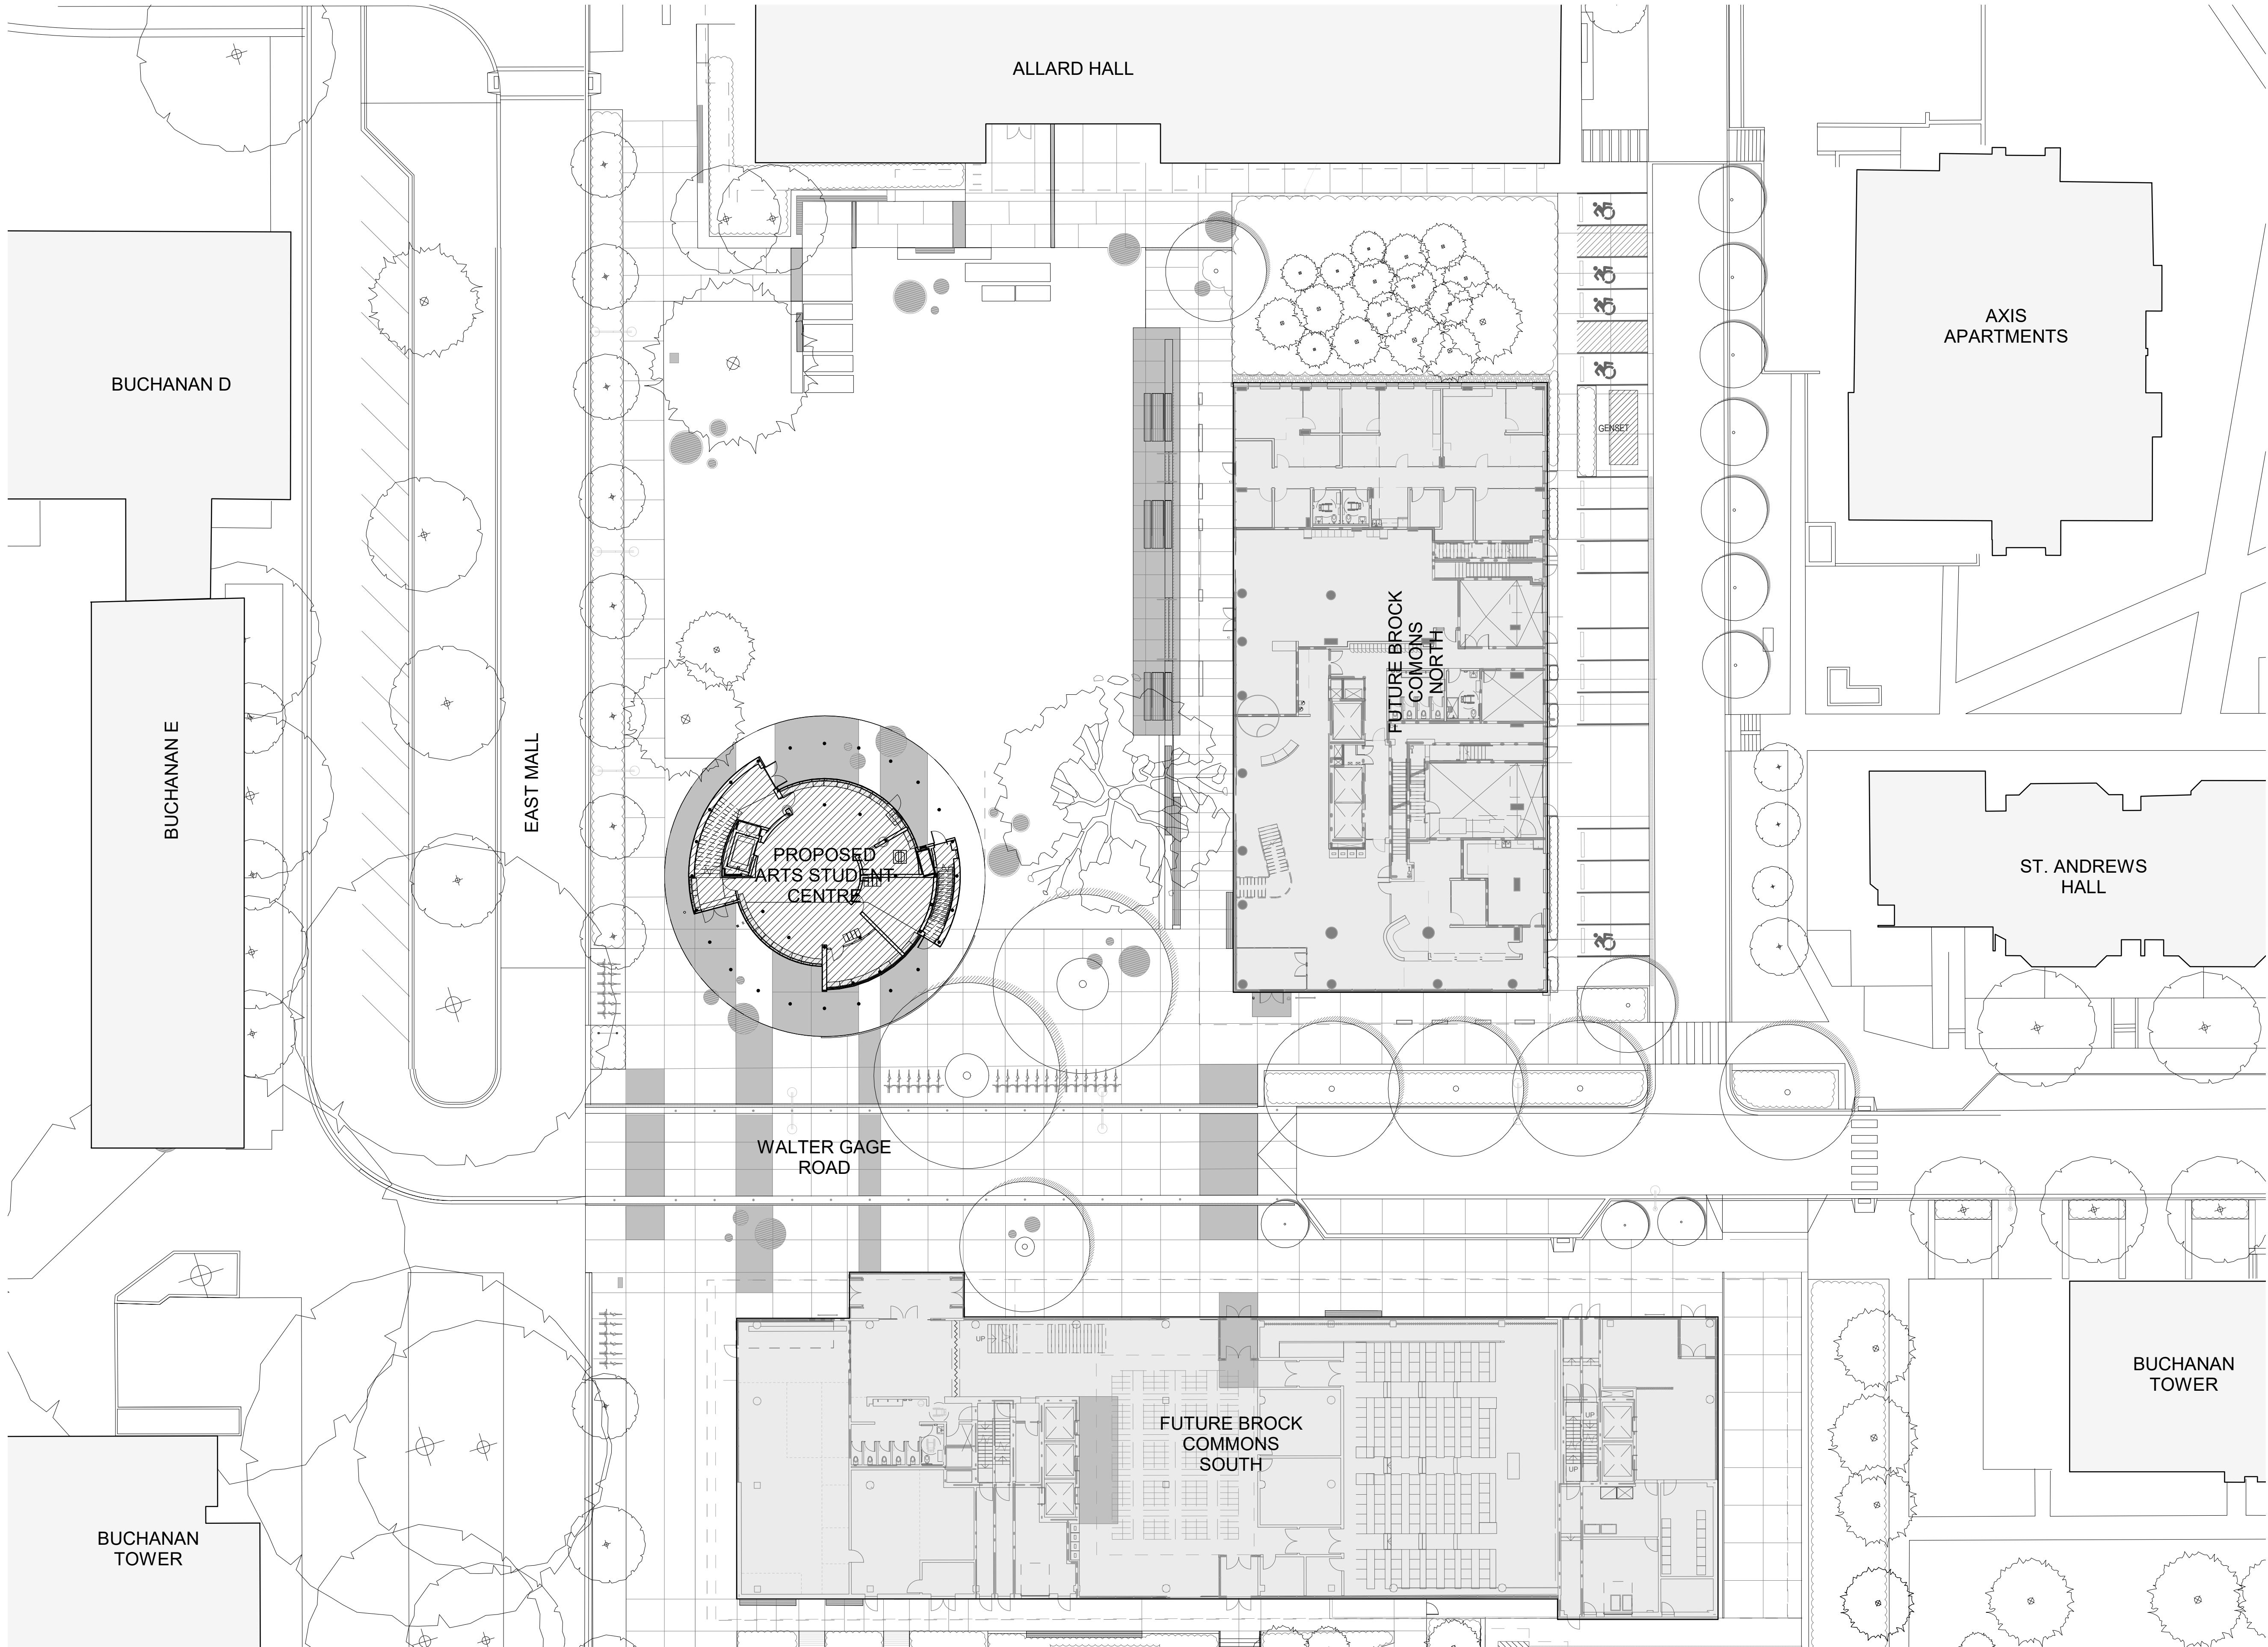 ALLARD HALL
AXIS
APARTMENTS
BUCHANAN D
GENSET
FUTURE BROCK
COMONS
NORTH
BUCHANAN E
EAST MALL
PROPOSED
ARTS STUDENT
CENTRE
ST. ANDREWS
HALL
WALTER GAGE
ROAD
UP
FUTURE BROCK
COMMONS
SOUTH
UP
UP
BUCHANAN
TOWER
BUCHANAN
TOWER